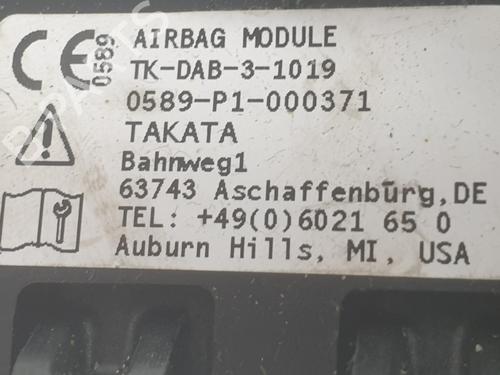 CE 0589
AIRBAG MODULE
TK-DAB-3-1019
0589-P1-000371
TAKATA
Bahnweg1
63743 Aschaffenburg,DE
TEL: +49(0)6021 65 0
Auburn Hills, MI, USA